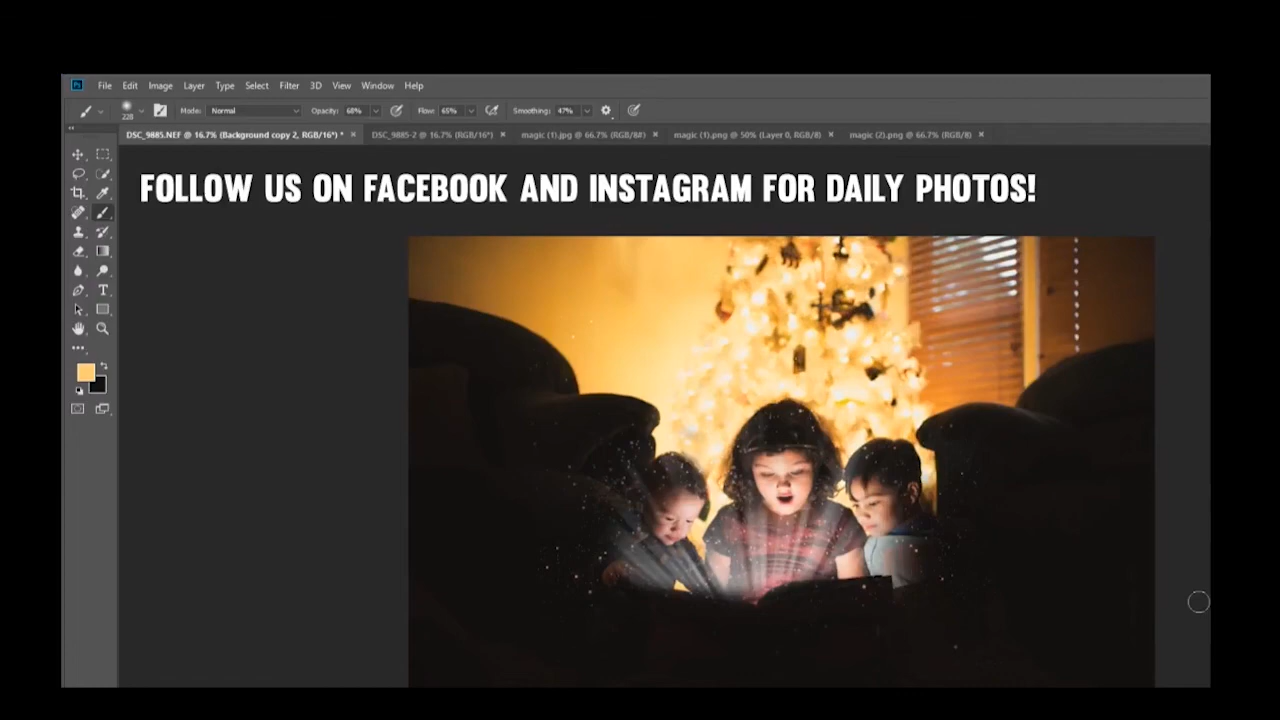 Ps File Edit Image Layer Type Select Filter 3D View Window Help
228 Mode: Normal Opacity: 68% Flow: 65% Smoothing: 47%
DSC_9885.NEF @ 16.7% (Background copy 2, RGB/16*) * × DSC_9885-2 @ 16.7% (RGB/16*) × magic (1).jpg @ 66.7% (RGB/8#) × magic (1).png @ 50% (Layer 0, RGB/8) × magic (2).png @ 66.7% (RGB/8) ×
FOLLOW US ON FACEBOOK AND INSTAGRAM FOR DAILY PHOTOS!